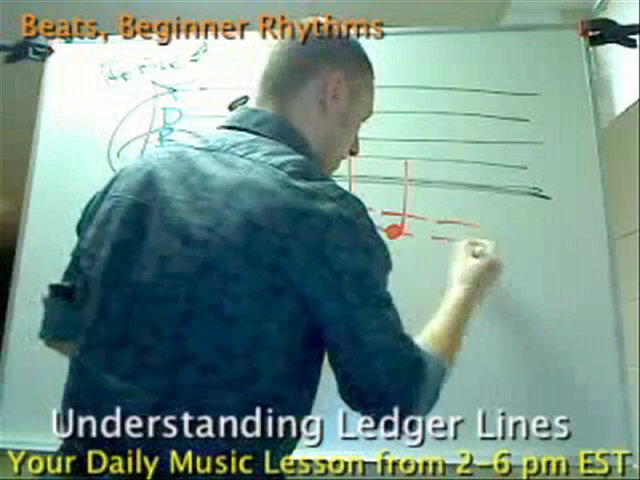 Beats, Beginner Rhythms
Understanding Ledger Lines
Your Daily Music Lesson from 2-6 pm EST